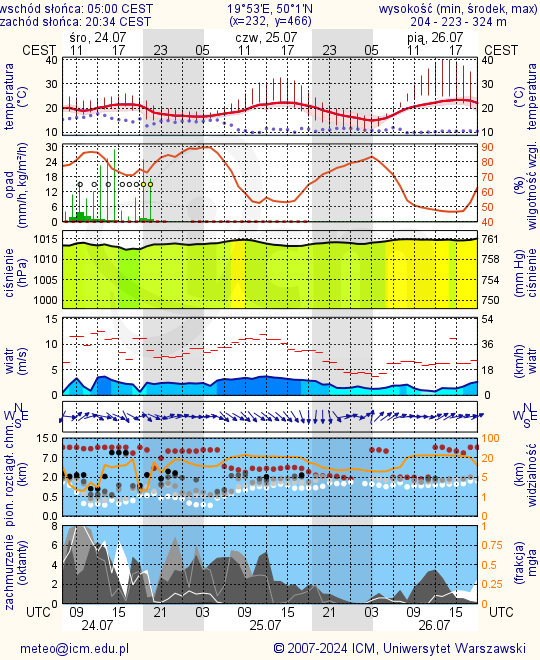 wschód słońca: 05:00 CEST 19°53'E, 50°1'N wysokość (min, środek, max)
zachód słońca: 20:34 CEST (x=232, y=466) 204 - 223 - 324 m
śro, 24.07 czw, 25.07 pią, 26.07
CEST 11 17 23 05 11 17 23 05 11 17 CEST
temperatura (°C) 40 30 20 10 40 30 20 10 (°C) temperatura
opad (mm/h, kg/m²/h) 30 24 18 12 6 0 90 80 70 60 50 40 (%) wilgotność wzgl.
ciśnienie (hPa) 1015 1010 1005 1000 761 758 754 750 (mm Hg) ciśnienie
wiatr (m/s) 15 10 5 0 54 36 18 0 (km/h) wiatr
N W E S N W E S
pion. rozciągł. chm. (km) 15.0 7.0 2.0 0.5 0.0 100 20 10 5 1 0 (km) widzialność
zachmurzenie (oktanty) 8 6 4 2 0 1 0.75 0.5 0.25 0 (frakcja) mgła
UTC 09 15 21 03 09 15 21 03 09 15 UTC
24.07 25.07 26.07
meteo@icm.edu.pl © 2007-2024 ICM, Uniwersytet Warszawski